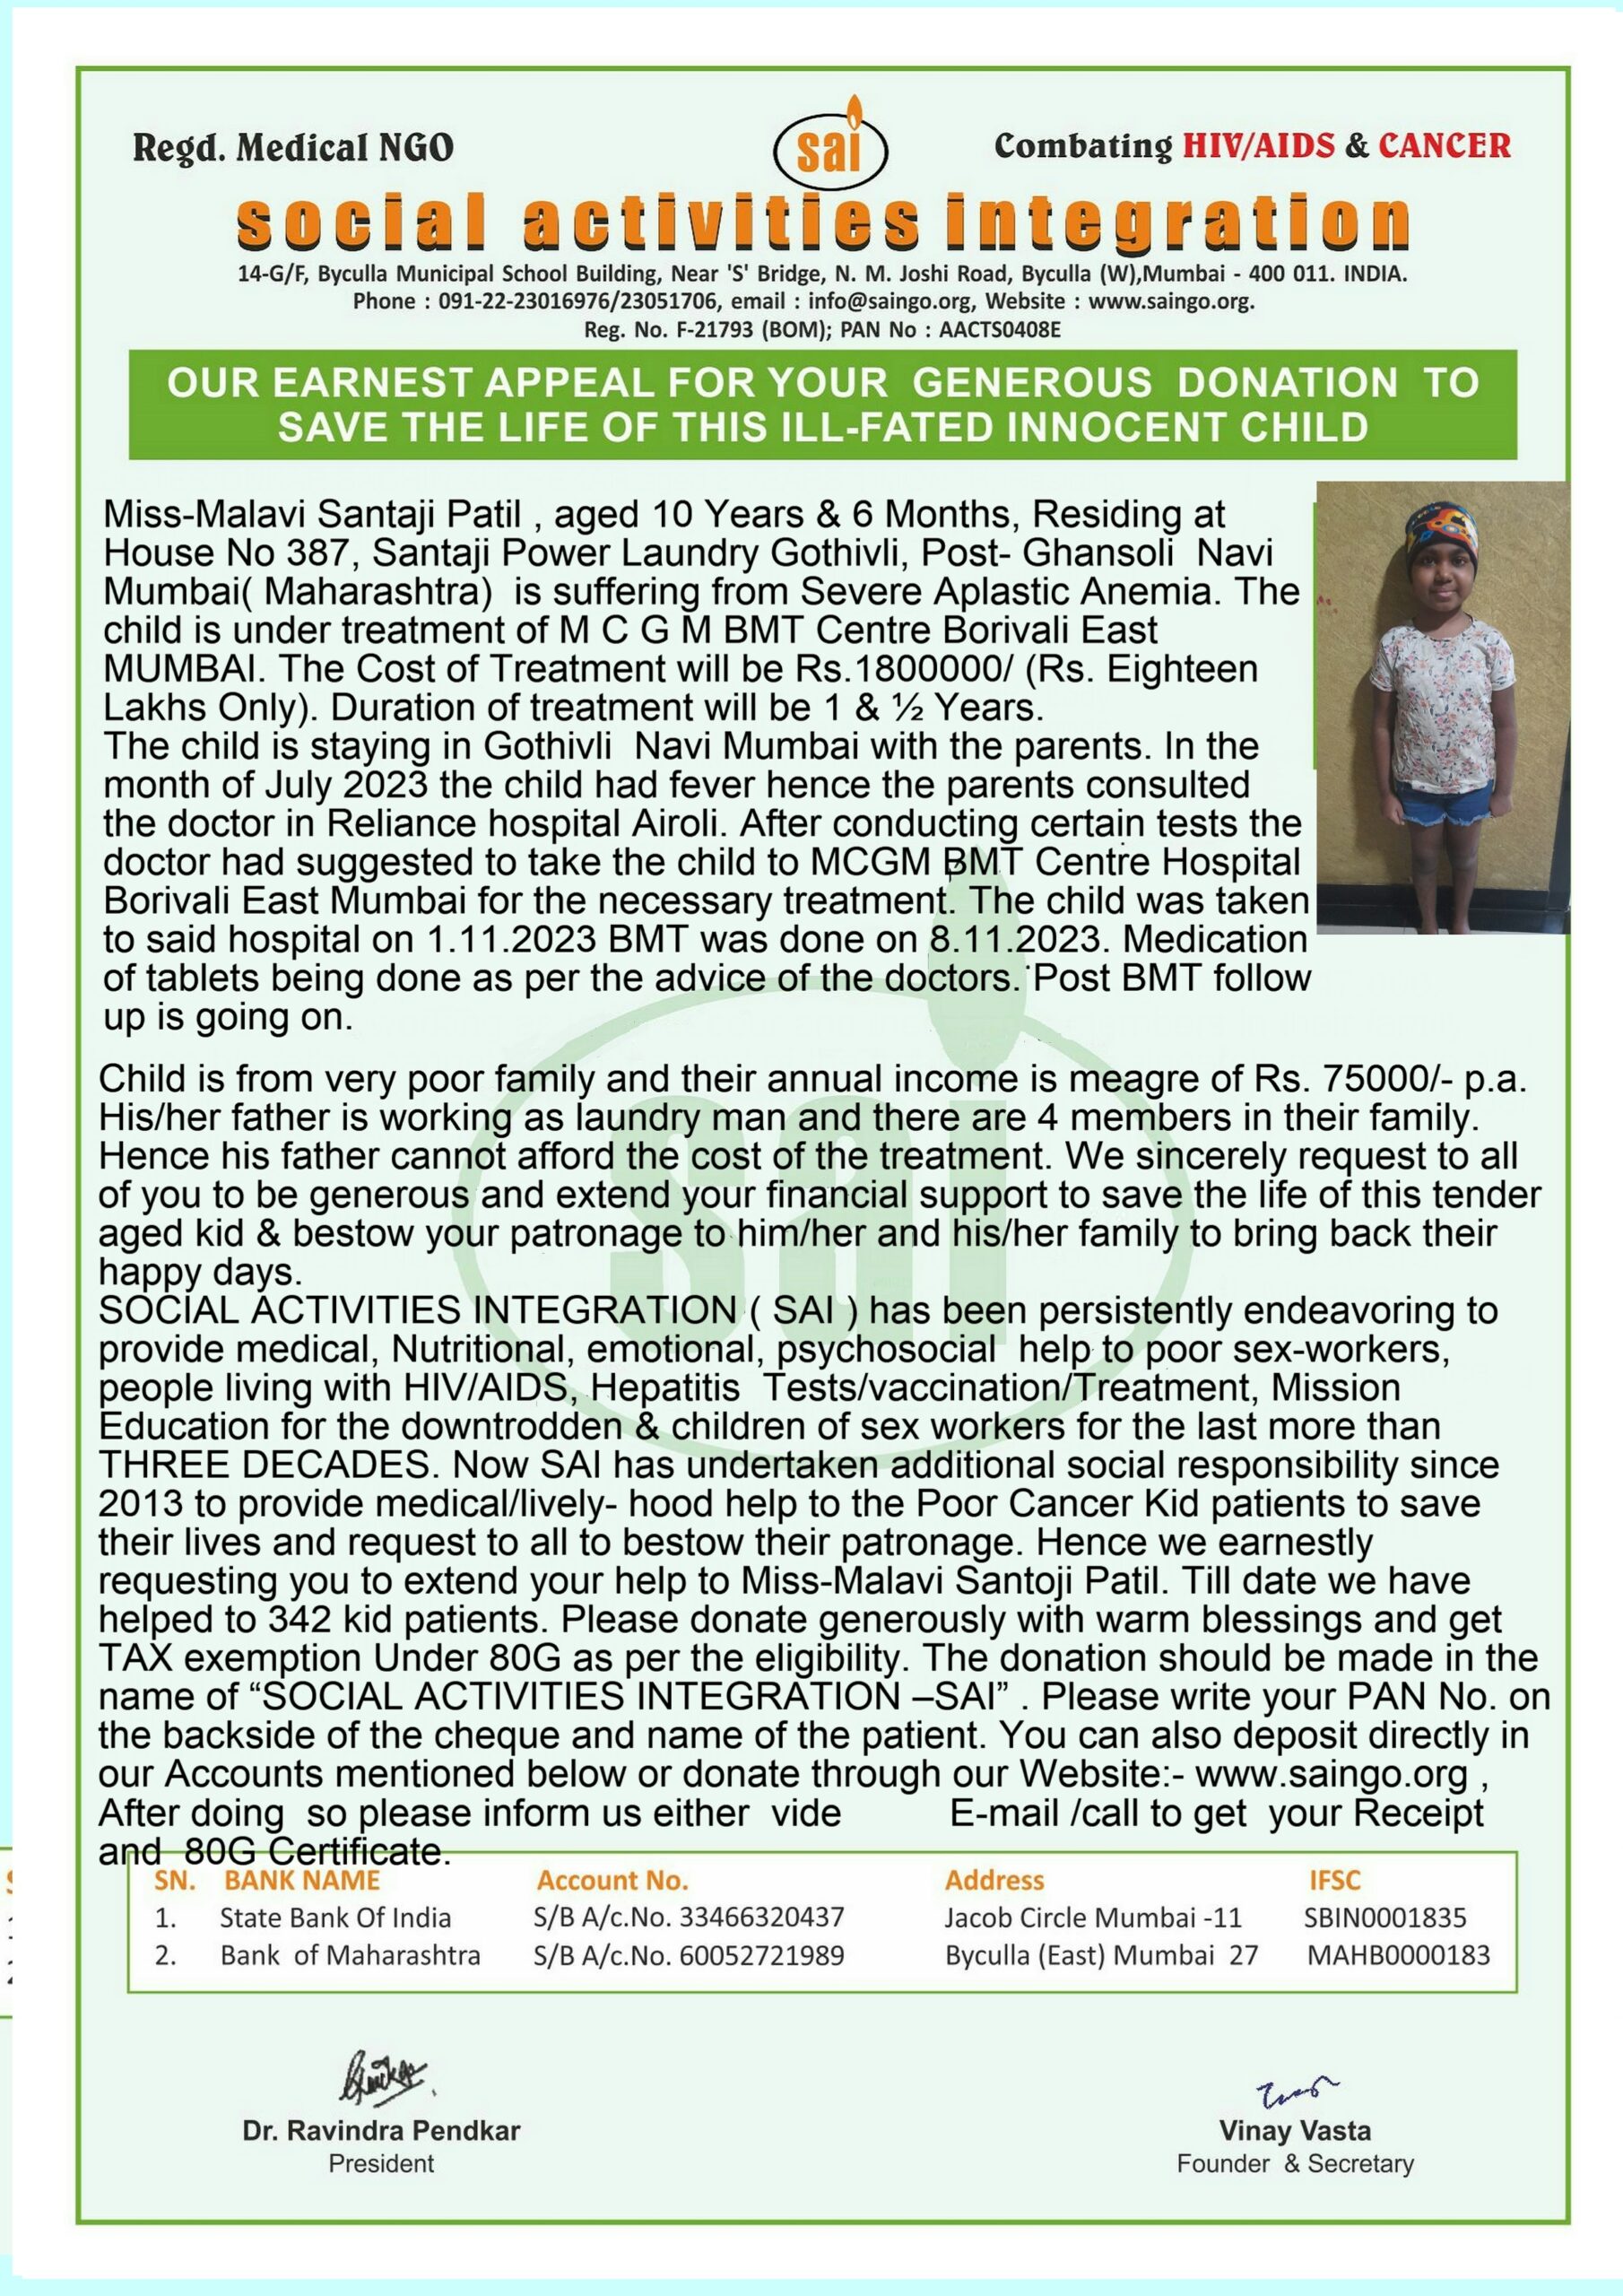 Regd. Medical NGO
sai
Combating HIV/AIDS & CANCER
social activities integration
14-G/F, Byculla Municipal School Building, Near 'S' Bridge, N. M. Joshi Road, Byculla (W),Mumbai - 400 011. INDIA.
Phone : 091-22-23016976/23051706, email : info@saingo.org, Website : www.saingo.org.
Reg. No. F-21793 (BOM); PAN No : AACTS0408E
OUR EARNEST APPEAL FOR YOUR GENEROUS DONATION TO
SAVE THE LIFE OF THIS ILL-FATED INNOCENT CHILD
Miss-Malavi Santaji Patil , aged 10 Years & 6 Months, Residing at
House No 387, Santaji Power Laundry Gothivli, Post- Ghansoli Navi
Mumbai( Maharashtra) is suffering from Severe Aplastic Anemia. The
child is under treatment of M C G M BMT Centre Borivali East
MUMBAI. The Cost of Treatment will be Rs.1800000/ (Rs. Eighteen
Lakhs Only). Duration of treatment will be 1 & ½ Years.
The child is staying in Gothivli Navi Mumbai with the parents. In the
month of July 2023 the child had fever hence the parents consulted
the doctor in Reliance hospital Airoli. After conducting certain tests the
doctor had suggested to take the child to MCGM BMT Centre Hospital
Borivali East Mumbai for the necessary treatment. The child was taken
to said hospital on 1.11.2023 BMT was done on 8.11.2023. Medication
of tablets being done as per the advice of the doctors. Post BMT follow
up is going on.
Child is from very poor family and their annual income is meagre of Rs. 75000/- p.a.
His/her father is working as laundry man and there are 4 members in their family.
Hence his father cannot afford the cost of the treatment. We sincerely request to all
of you to be generous and extend your financial support to save the life of this tender
aged kid & bestow your patronage to him/her and his/her family to bring back their
happy days.
SOCIAL ACTIVITIES INTEGRATION ( SAI ) has been persistently endeavoring to
provide medical, Nutritional, emotional, psychosocial help to poor sex-workers,
people living with HIV/AIDS, Hepatitis Tests/vaccination/Treatment, Mission
Education for the downtrodden & children of sex workers for the last more than
THREE DECADES. Now SAI has undertaken additional social responsibility since
2013 to provide medical/lively- hood help to the Poor Cancer Kid patients to save
their lives and request to all to bestow their patronage. Hence we earnestly
requesting you to extend your help to Miss-Malavi Santoji Patil. Till date we have
helped to 342 kid patients. Please donate generously with warm blessings and get
TAX exemption Under 80G as per the eligibility. The donation should be made in the
name of “SOCIAL ACTIVITIES INTEGRATION –SAI” . Please write your PAN No. on
the backside of the cheque and name of the patient. You can also deposit directly in
our Accounts mentioned below or donate through our Website:- www.saingo.org ,
After doing so please inform us either vide E-mail /call to get your Receipt
and 80G Certificate.
SN. BANK NAME Account No. Address IFSC
1. State Bank Of India S/B A/c.No. 33466320437 Jacob Circle Mumbai -11 SBIN0001835
2. Bank of Maharashtra S/B A/c.No. 60052721989 Byculla (East) Mumbai 27 MAHB0000183
Dr. Ravindra Pendkar
President
Vinay Vasta
Founder & Secretary